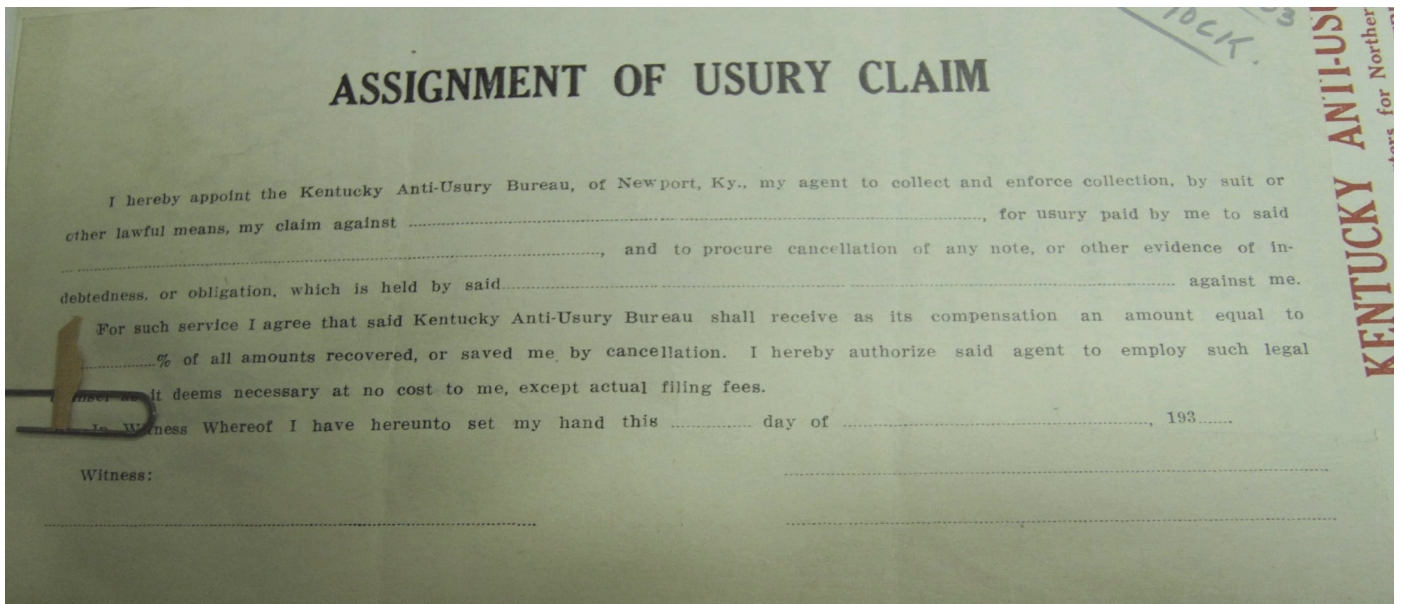 OCK.
ASSIGNMENT OF USURY CLAIM
I hereby appoint the Kentucky Anti-Usury Bureau, of Newport, Ky., my agent to collect and enforce collection, by suit or
other lawful means, my claim against ........................, for usury paid by me to said
........................, and to procure cancellation of any note, or other evidence of in-
debtedness, or obligation, which is held by said........................ against me.
For such service I agree that said Kentucky Anti-Usury Bureau shall receive as its compensation an amount equal to
............% of all amounts recovered, or saved me by cancellation. I hereby authorize said agent to employ such legal
it deems necessary at no cost to me, except actual filing fees.
In Witness Whereof I have hereunto set my hand this ............ day of ........................, 193......
Witness:
KENTUCKY ANTI-USU
for Norther